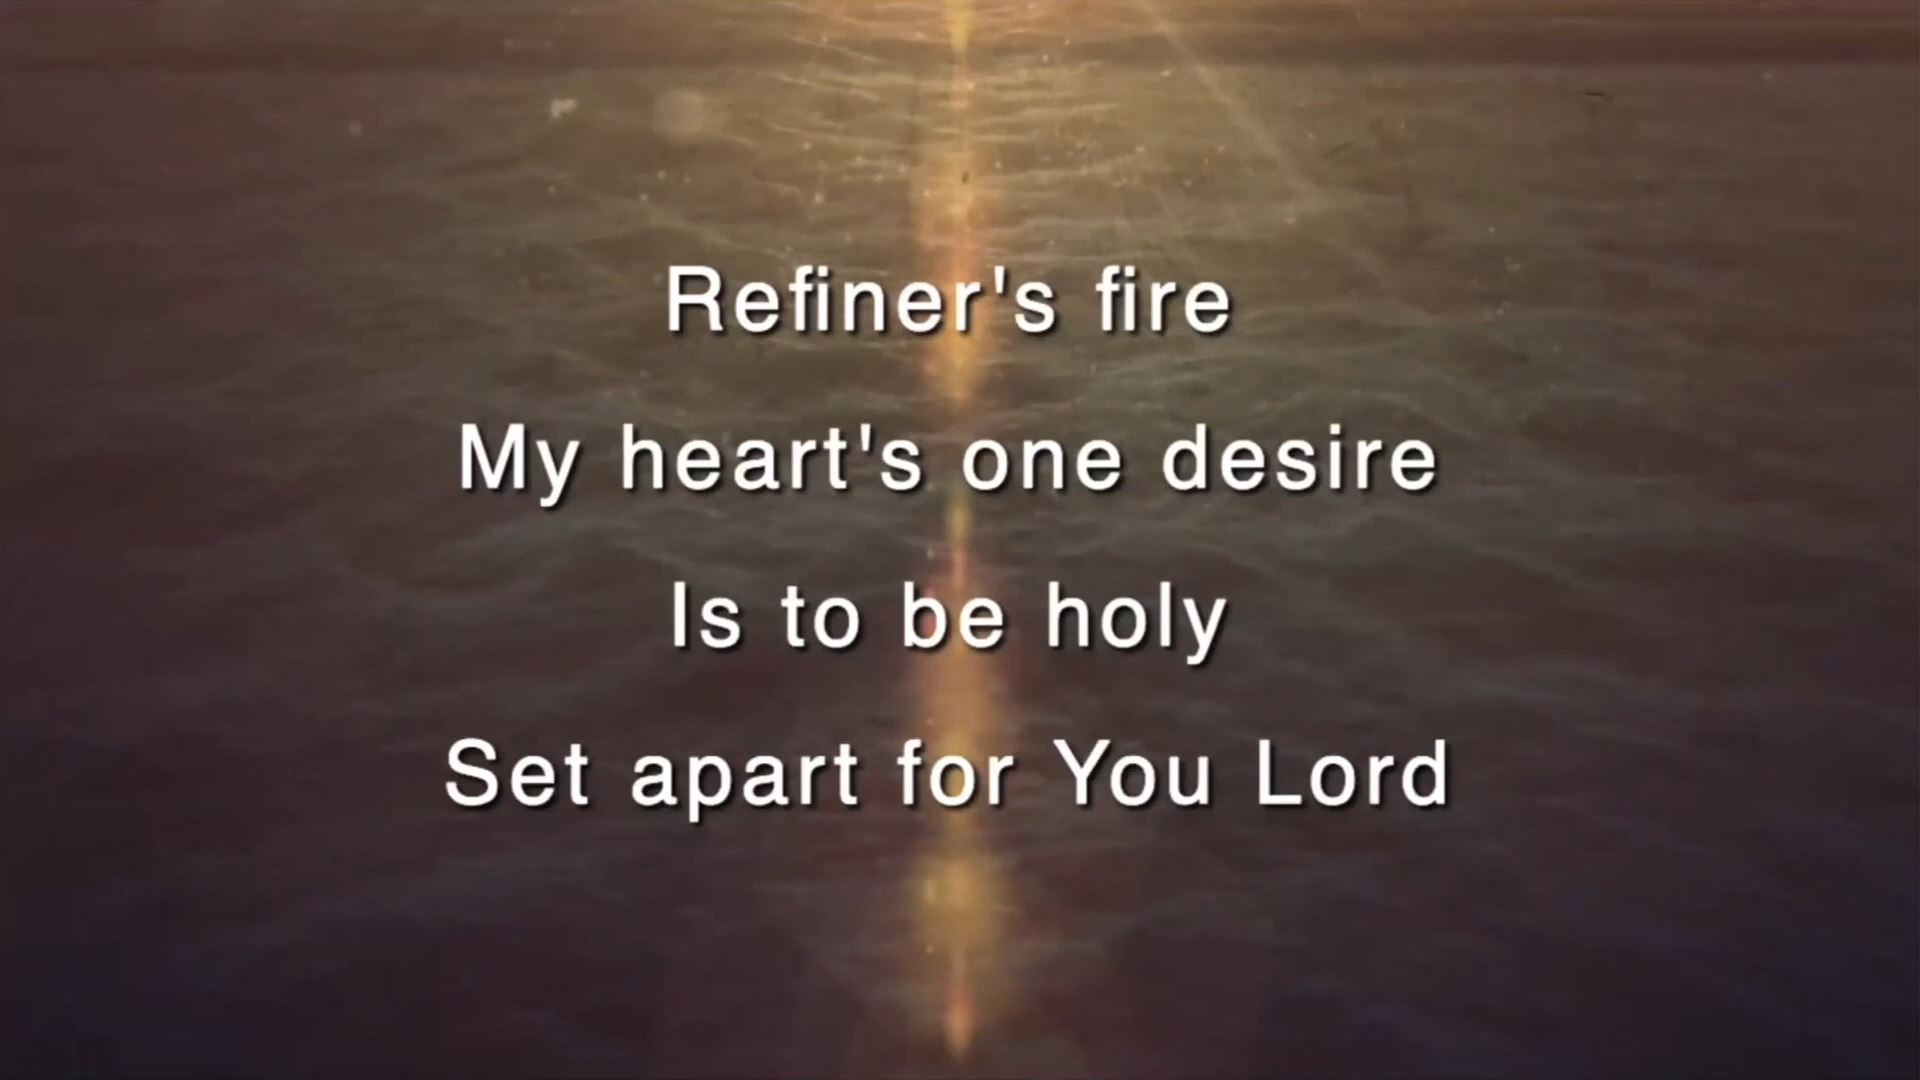 Refiner's fire
My heart's one desire
Is to be holy
Set apart for You Lord